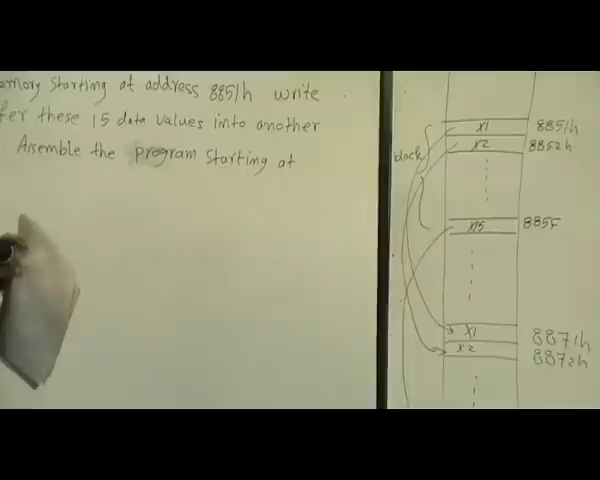 emory starting at address 8851h. write
fer these 15 data values into another
Assemble the program starting at
X1 8851h
block
X2 8852h
X15 885F
X1 8871h
X2 8872h